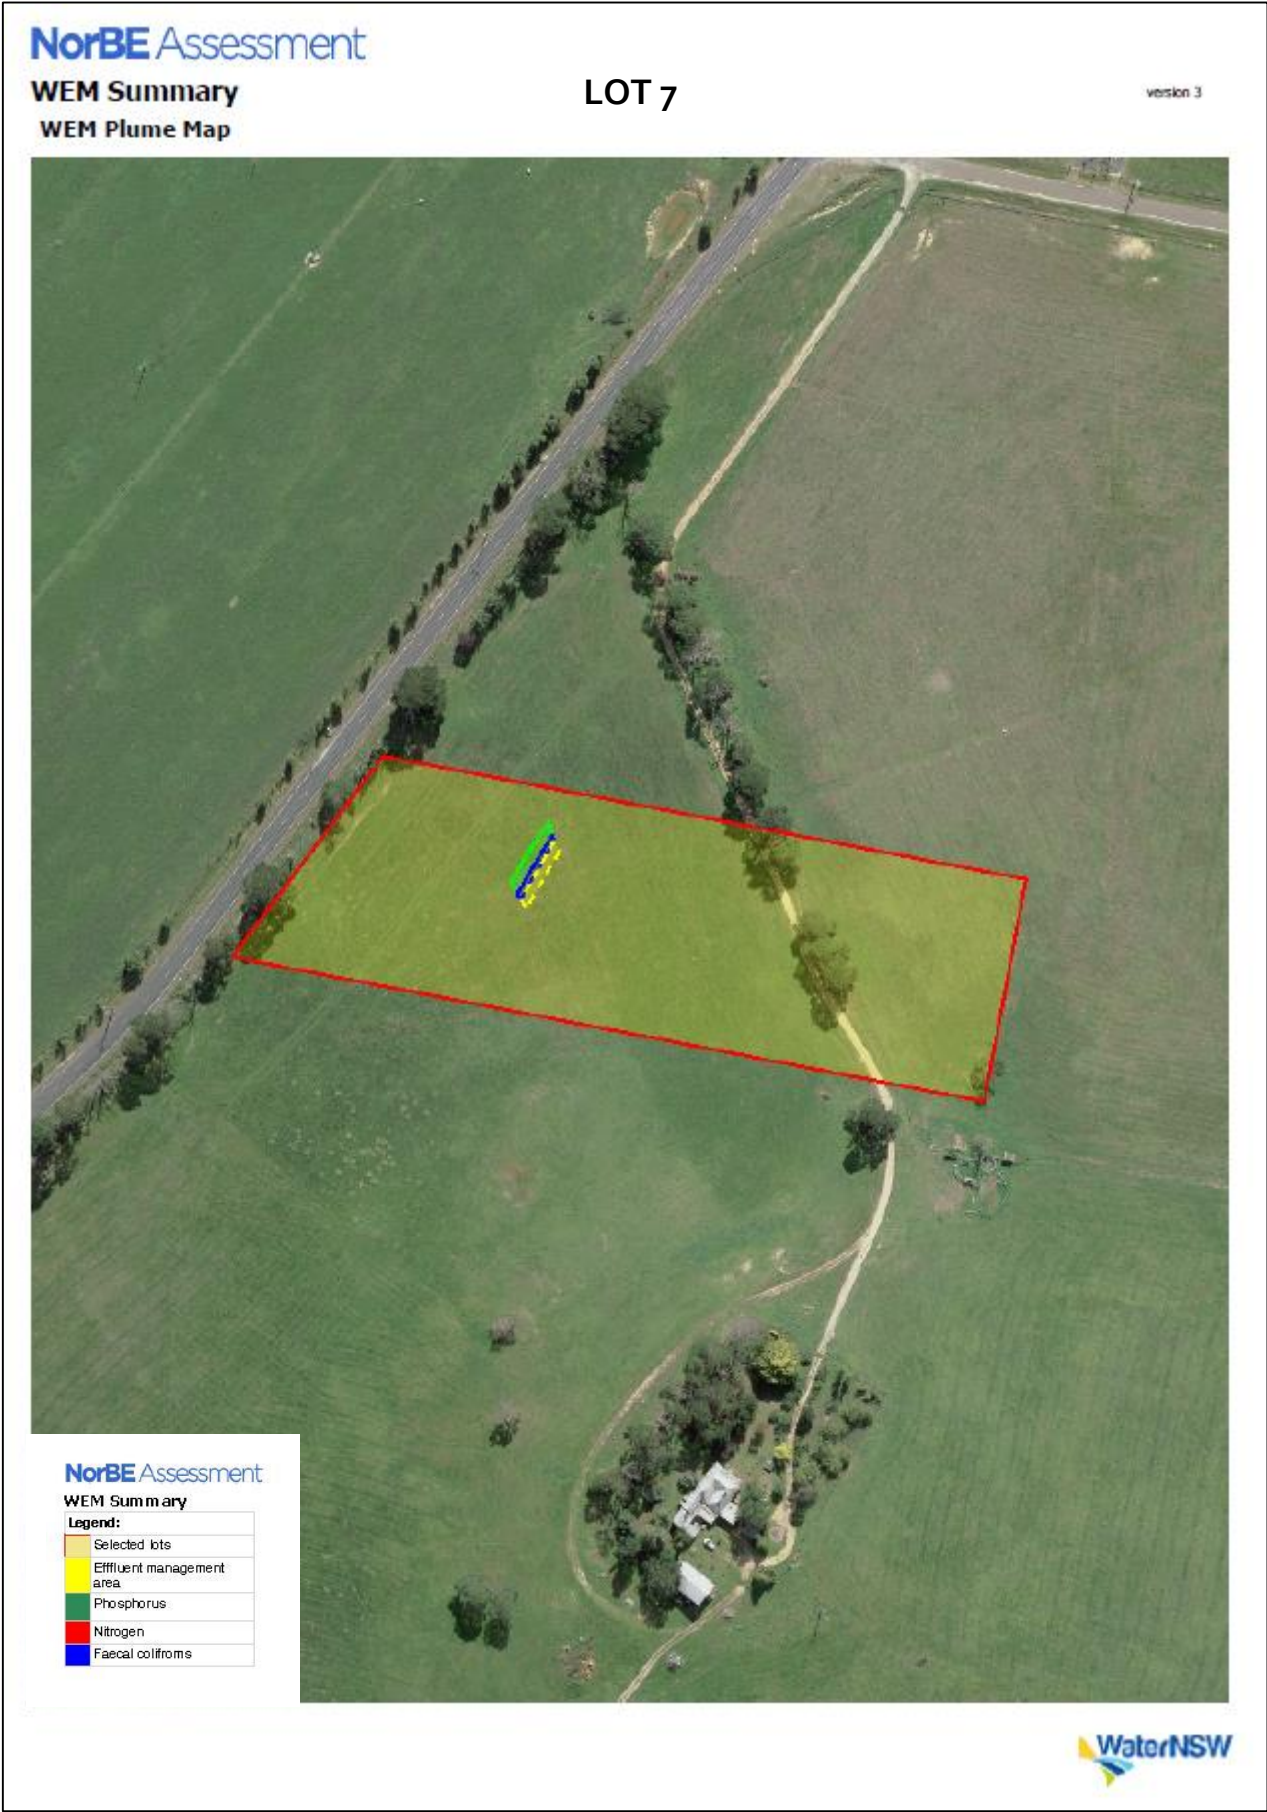 NorBE Assessment
WEM Summary
LOT 7
version 3
WEM Plume Map
NorBE Assessment
WEM Summary
Legend:
Selected lots
Efffluent management
area
Phosphorus
Nitrogen
Faecal colifroms
WaterNSW